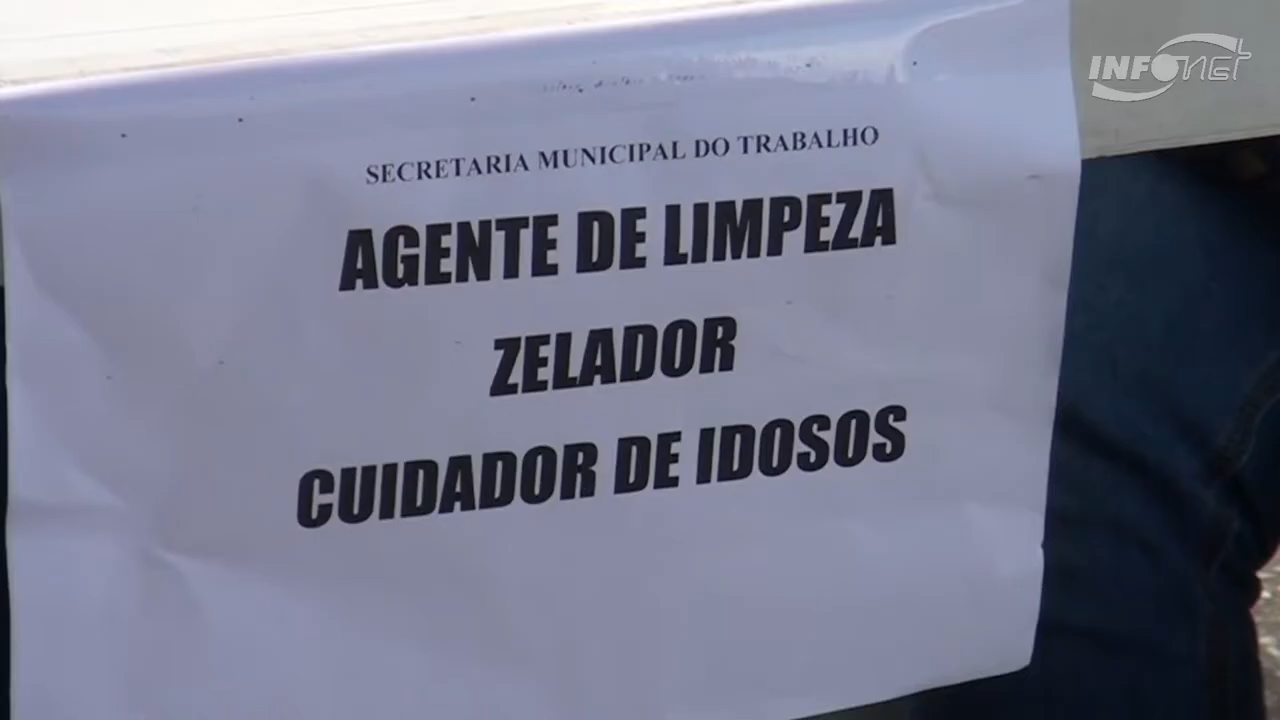 INFONET
SECRETARIA MUNICIPAL DO TRABALHO
AGENTE DE LIMPEZA
ZELADOR
CUIDADOR DE IDOSOS